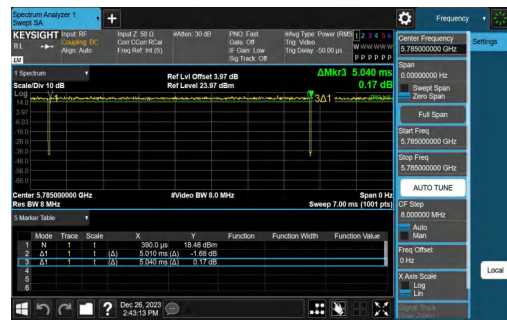 Spectrum Analyzer 1
Swept SA
Frequency
KEYSIGHT
Input: RF
Coupling: DC
Align: Auto
Input Z: 50 Ω
Corr CCorr RCal
Freq Ref: Int (S)
#Atten: 30 dB
PNO: Fast
Gate: Off
IF Gain: Low
Sig Track: Off
#Avg Type: Power (RMS
Trig: Video
Trig Delay: -50.00 µs
1 2 3 4 5 6
W W W W W W
P P P P P P
RL
LV
Center Frequency
5.785000000 GHz
Settings
1 Spectrum
Scale/Div 10 dB
Ref Lvl Offset 3.97 dB
Ref Level 23.97 dBm
ΔMkr3 5.040 ms
0.17 dB
Span
0.00000000 Hz
Swept Span
Zero Span
Log
14.0
3.97
-6.03
-16.0
-26.0
-36.0
-46.0
-56.0
-66.0
3Δ1
Full Span
Start Freq
5.785000000 GHz
Stop Freq
5.785000000 GHz
AUTO TUNE
Center 5.785000000 GHz
Res BW 8 MHz
#Video BW 8.0 MHz
Span 0 Hz
Sweep 7.00 ms (1001 pts)
CF Step
8.000000 MHz
Auto
Man
5 Marker Table
Mode Trace Scale X Y Function Function Width Function Value
1 N 1 t 390.0 µs 18.48 dBm
2 Δ1 1 t (Δ) 5.010 ms (Δ) -1.68 dB
3 Δ1 1 t (Δ) 5.040 ms (Δ) 0.17 dB
4
5
6
Freq Offset
0 Hz
X Axis Scale
Log
Lin
Local
Signal Track
?
Dec 26, 2023
2:43:13 PM